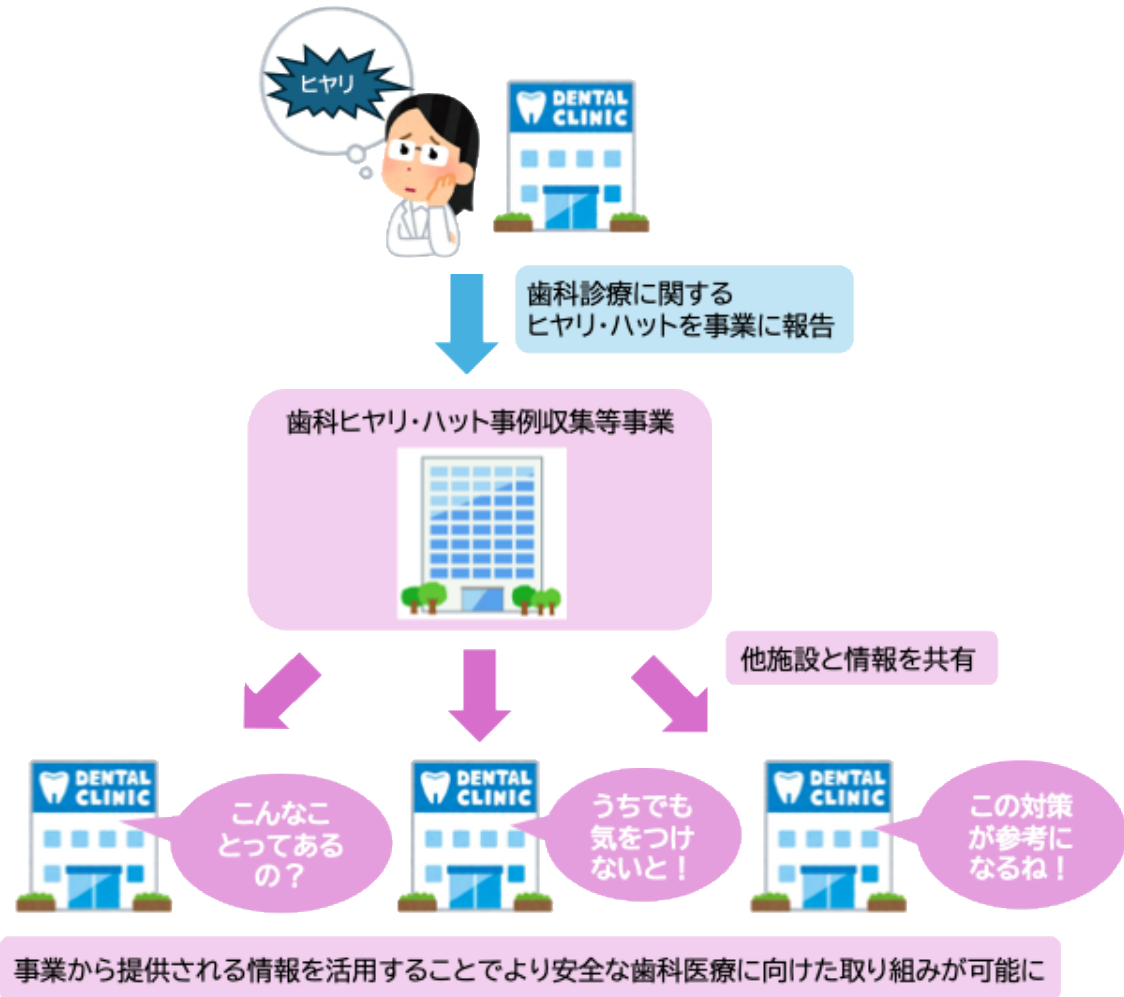 ヒヤリ
DENTAL
CLINIC
歯科診療に関する
ヒヤリ・ハットを事業に報告
歯科ヒヤリ・ハット事例収集等事業
他施設と情報を共有
DENTAL
CLINIC
こんなこ
とってある
の？
DENTAL
CLINIC
うちでも
気をつけ
ないと！
DENTAL
CLINIC
この対策
が参考に
なるね！
事業から提供される情報を活用することでより安全な歯科医療に向けた取り組みが可能に